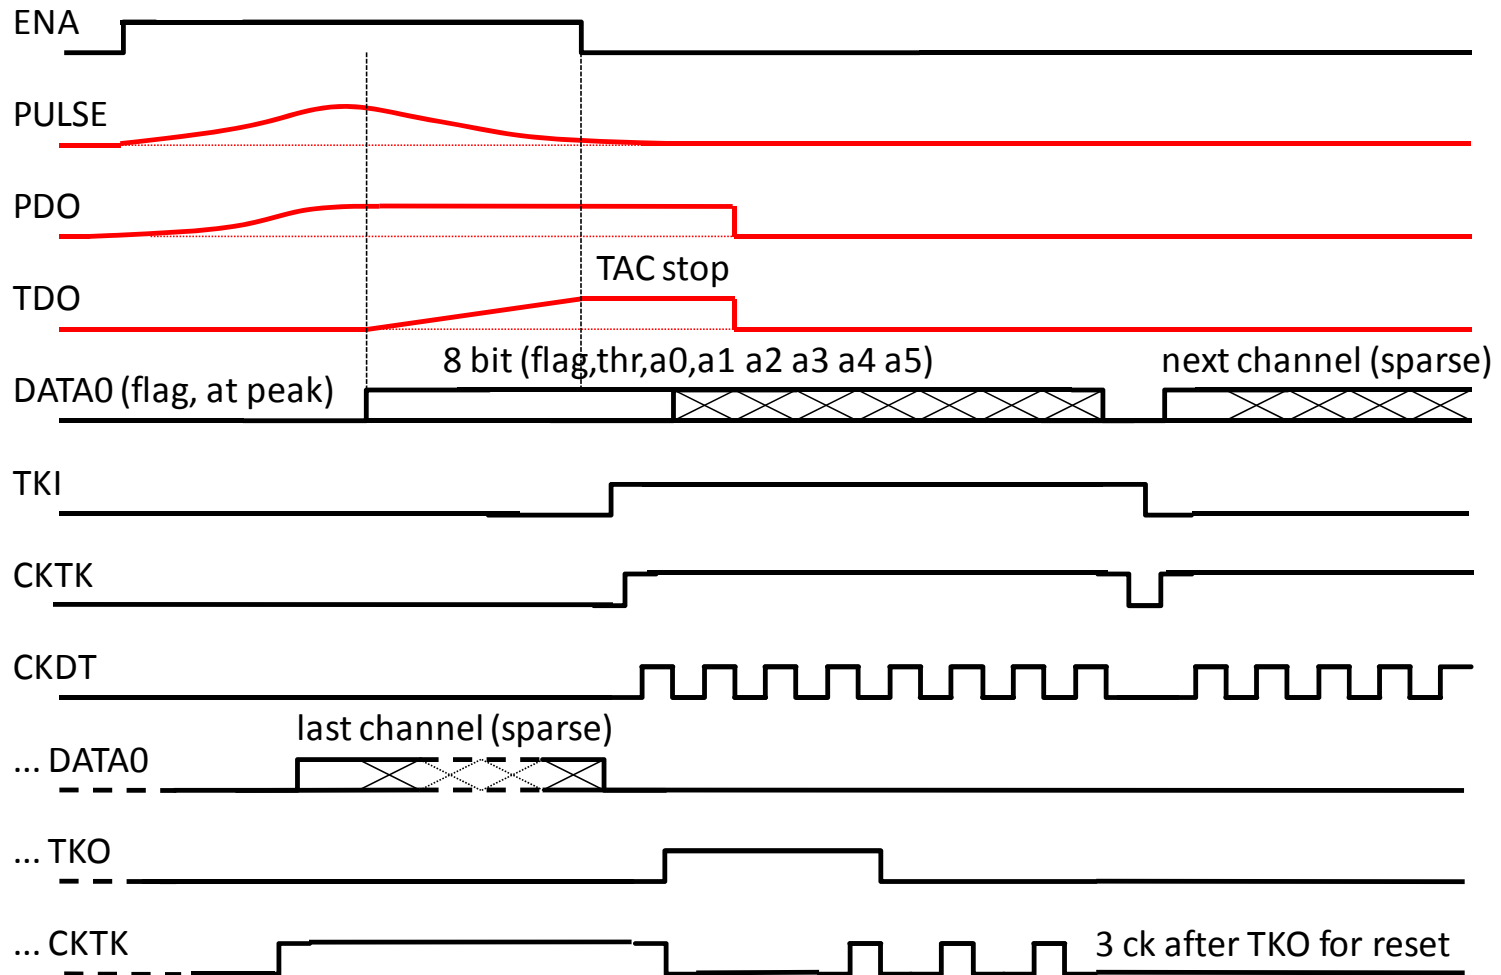 ENA
PULSE
PDO
TAC stop
TDO
8 bit (flag,thr,a0,a1 a2 a3 a4 a5)
next channel (sparse)
DATA0 (flag, at peak)
TKI
CKTK
CKDT
last channel (sparse)
... DATA0
... TKO
... CKTK
3 ck after TKO for reset